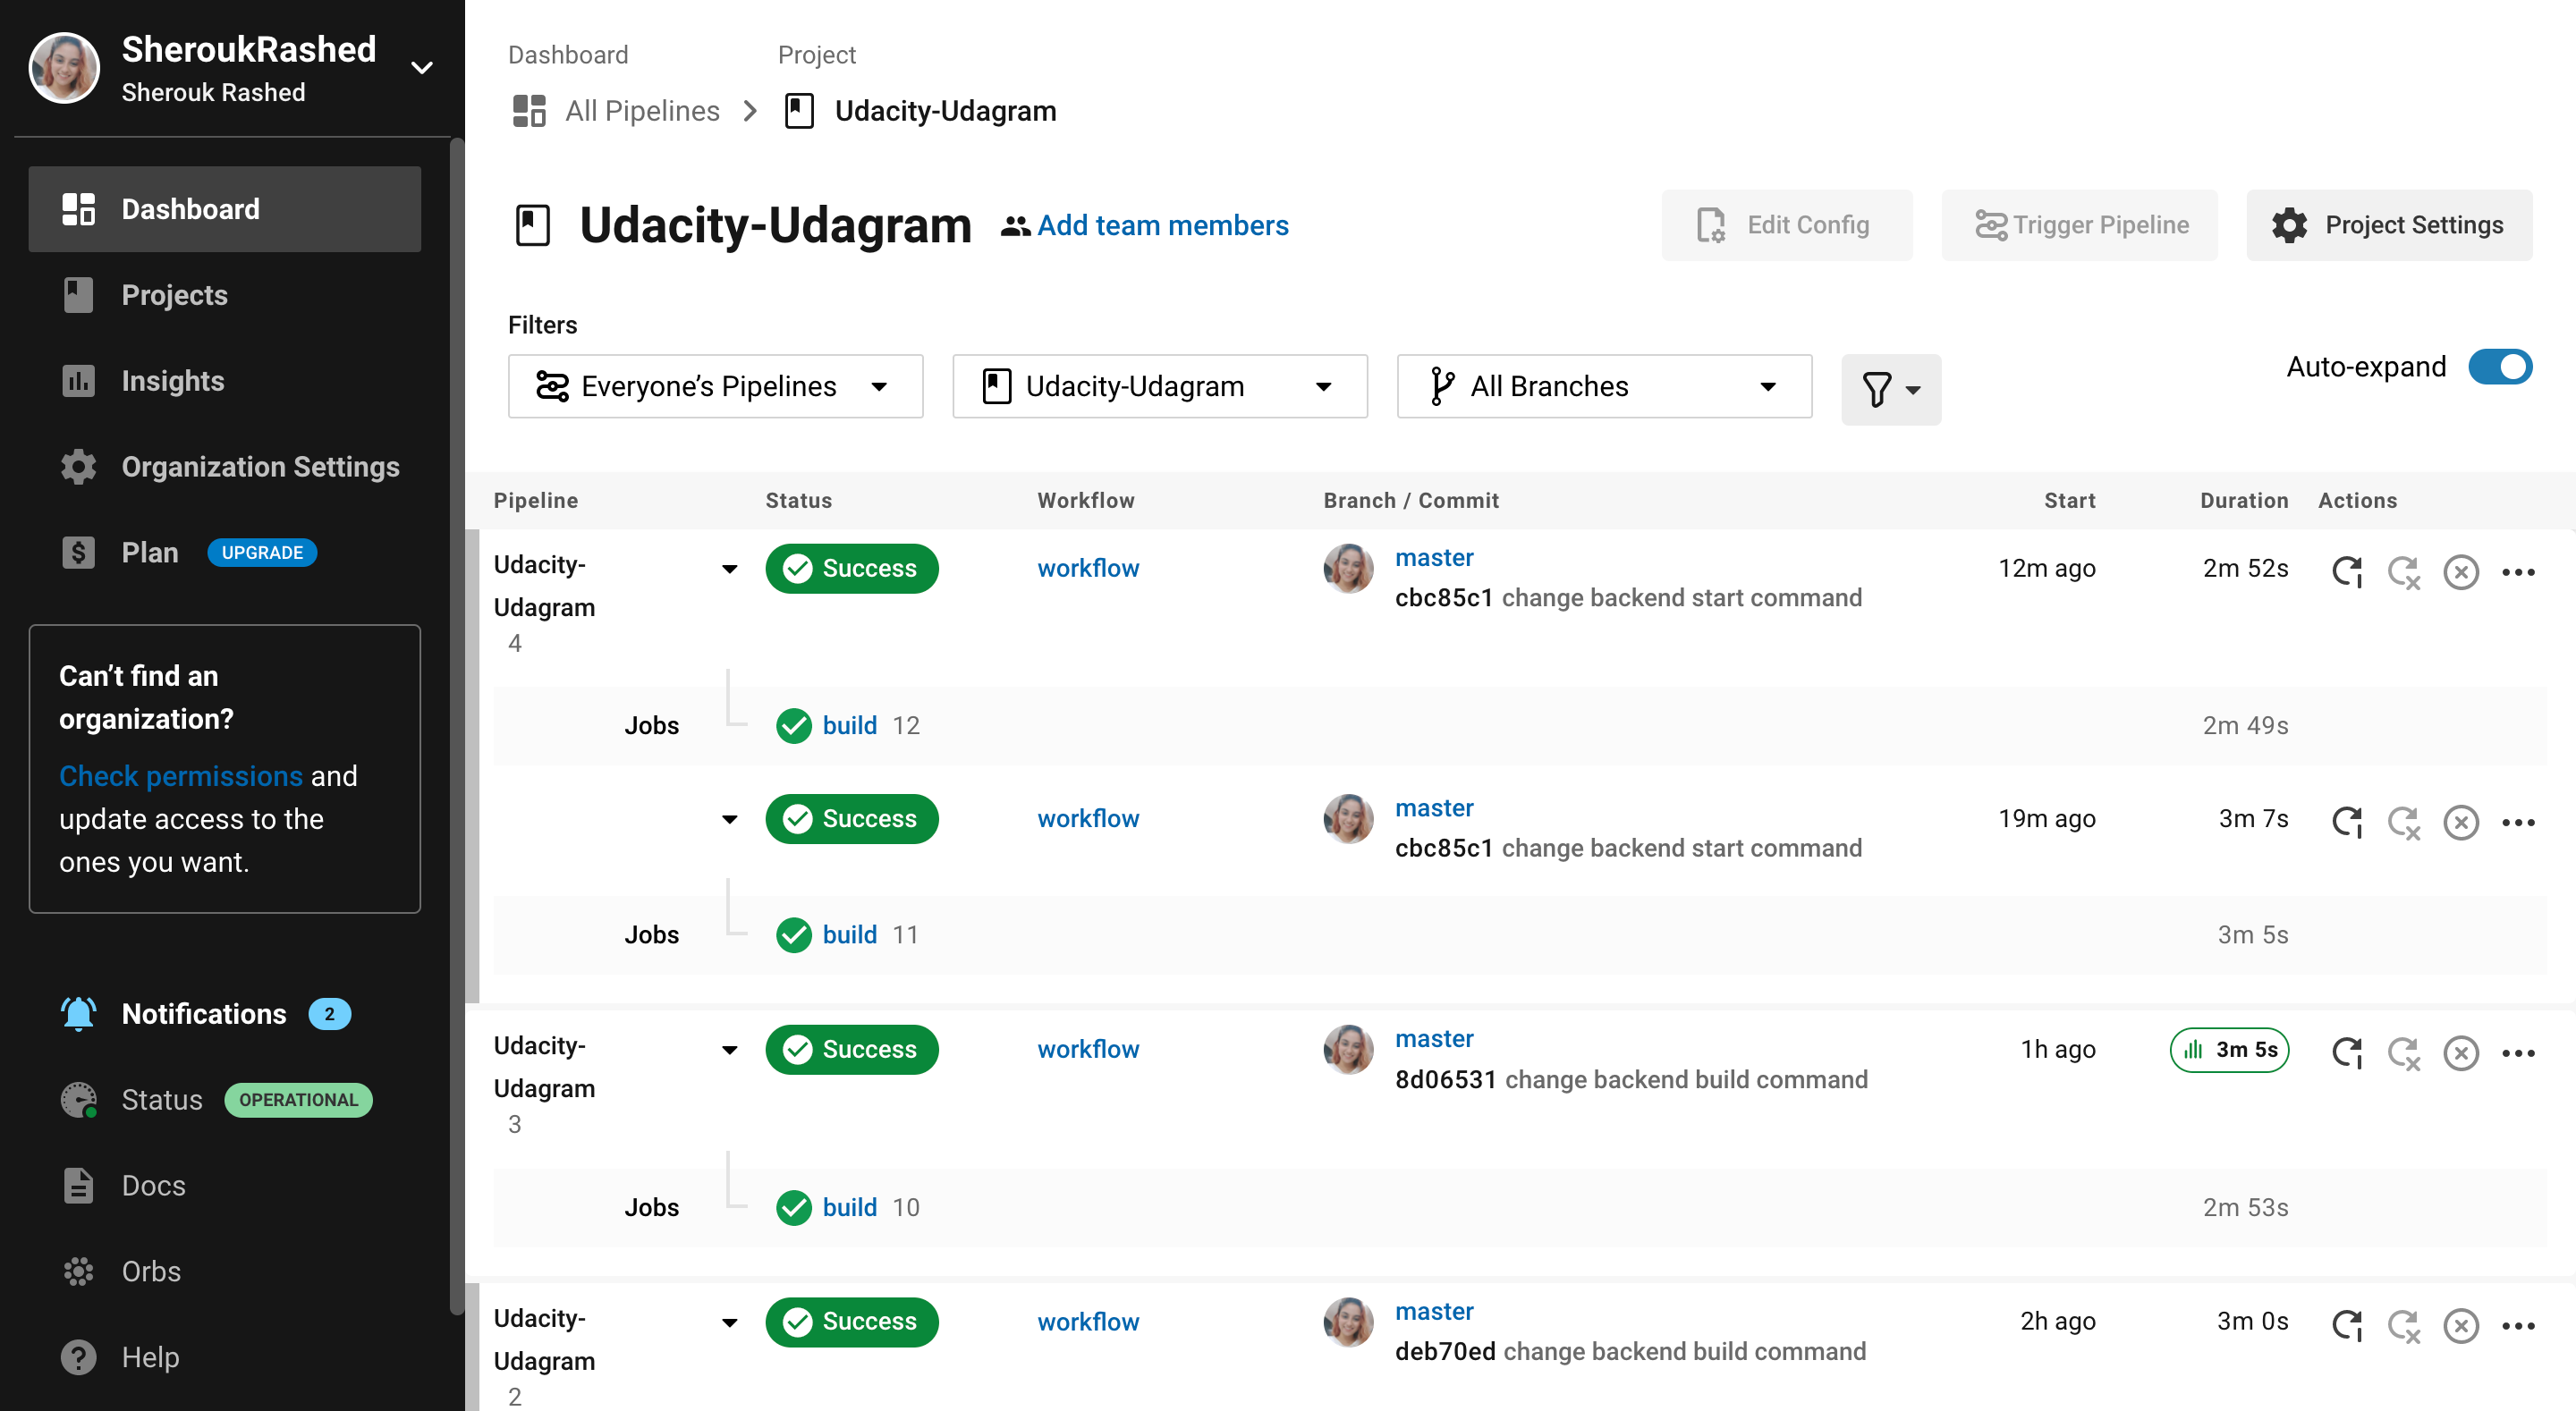 SheroukRashed
Sherouk Rashed
Dashboard
Projects
Insights
Organization Settings
Plan UPGRADE
Can’t find an
organization?
Check permissions and
update access to the
ones you want.
Notifications 2
Status OPERATIONAL
Docs
Orbs
Help
Dashboard Project
All Pipelines Udacity-Udagram
Udacity-Udagram Add team members Edit Config Trigger Pipeline Project Settings
Filters
Everyone’s Pipelines Udacity-Udagram All Branches Auto-expand
Pipeline Status Workflow Branch / Commit Start Duration Actions
Udacity-
Udagram
4
Success workflow master 12m ago 2m 52s
cbc85c1 change backend start command
Jobs build 12 2m 49s
Success workflow master 19m ago 3m 7s
cbc85c1 change backend start command
Jobs build 11 3m 5s
Udacity-
Udagram
3
Success workflow master 1h ago 3m 5s
8d06531 change backend build command
Jobs build 10 2m 53s
Udacity-
Udagram
2
Success workflow master 2h ago 3m 0s
deb70ed change backend build command